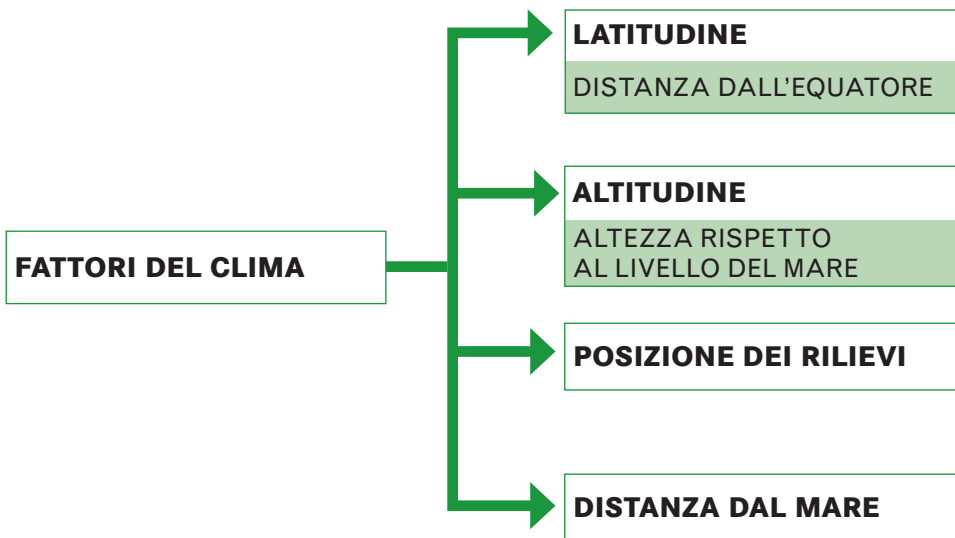 FATTORI DEL CLIMA
LATITUDINE
DISTANZA DALL’EQUATORE
ALTITUDINE
ALTEZZA RISPETTO
AL LIVELLO DEL MARE
POSIZIONE DEI RILIEVI
DISTANZA DAL MARE